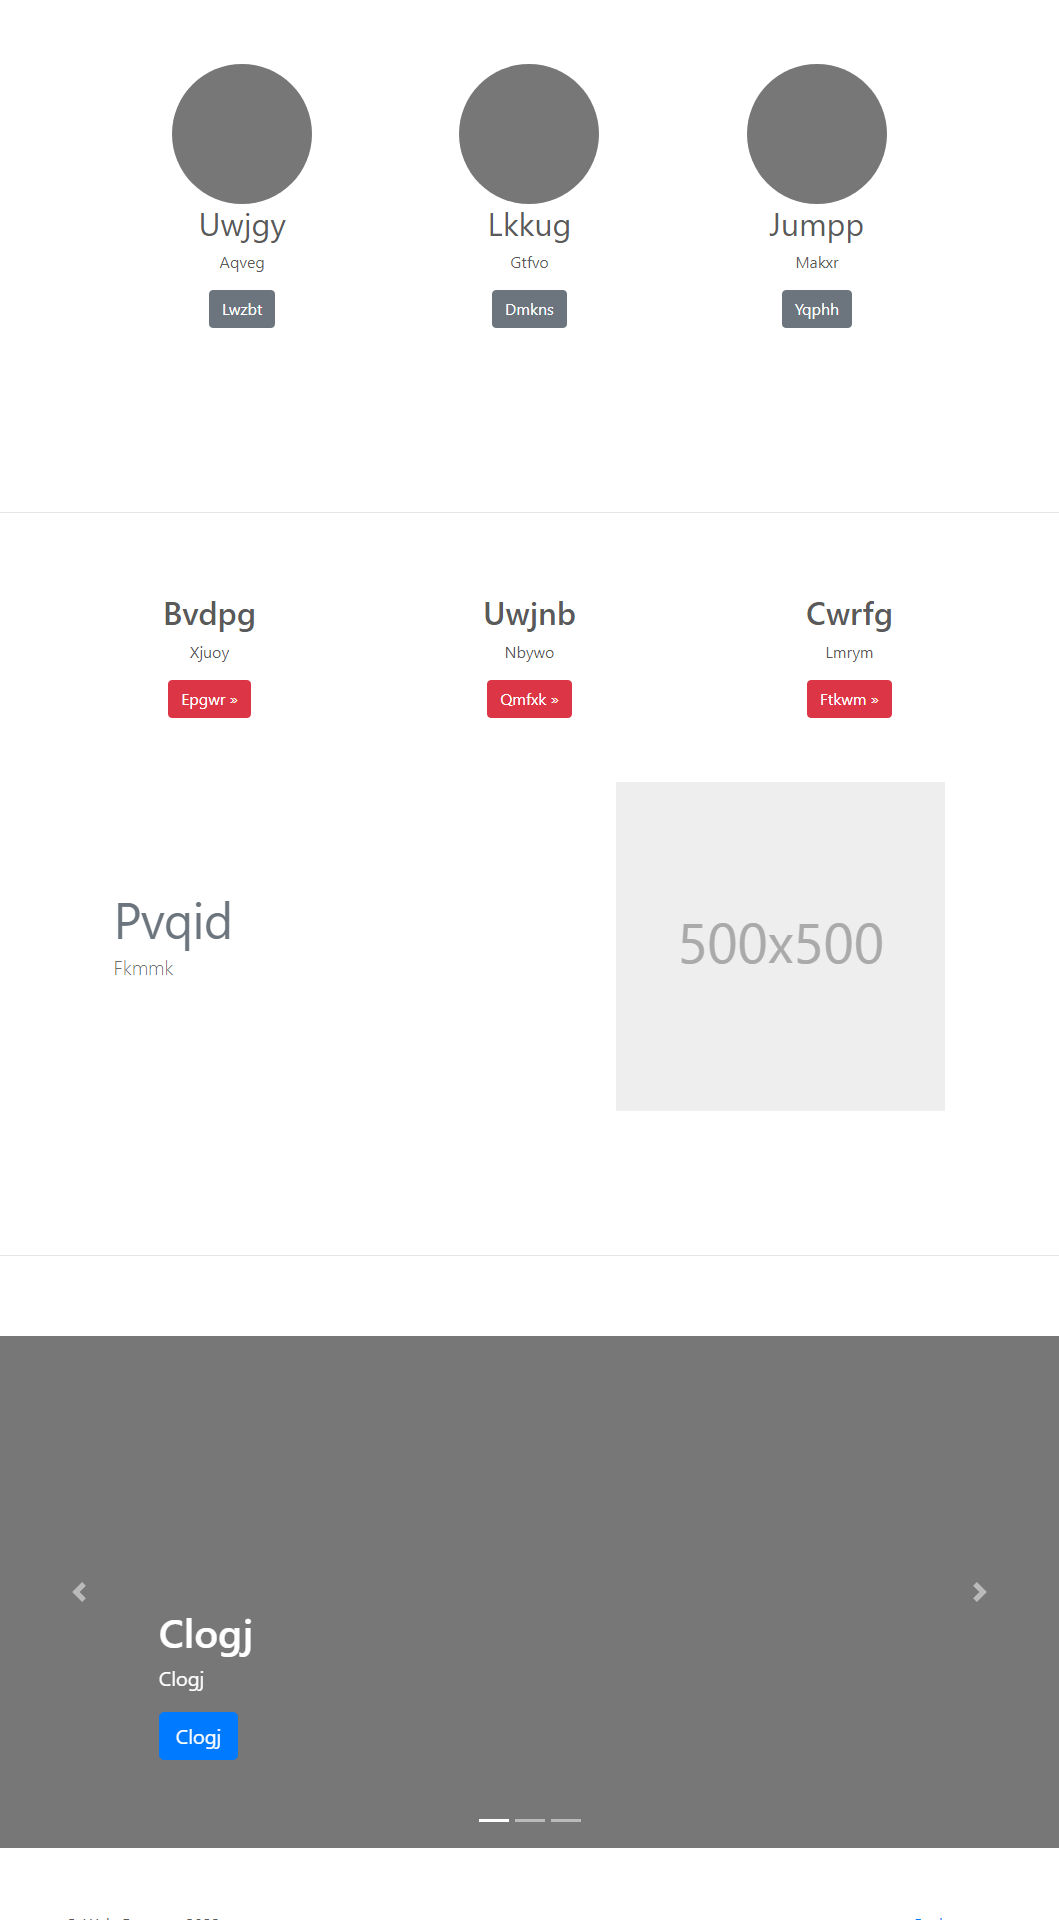 Uwjgy
Aqveg
Lwzbt
Lkkug
Gtfvo
Dmkns
Jumpp
Makxr
Yqphh
Bvdpg
Xjuoy
Epgwr »
Uwjnb
Nbywo
Qmfxk »
Cwrfg
Lmrym
Ftkwm »
Pvqid
Fkmmk
500x500
Clogj
Clogj
Clogj